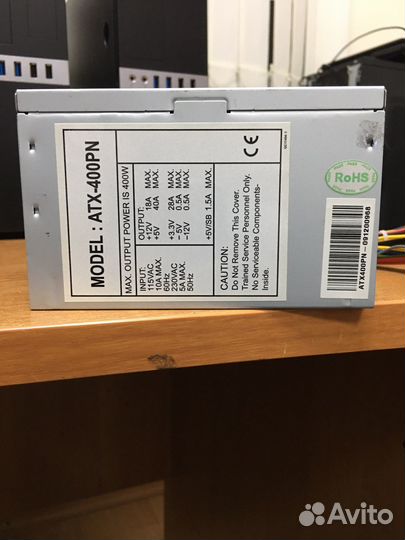 MODEL : ATX-400PN
MAX. OUTPUT POWER IS 400W
INPUT:
115VAC
10A MAX.
60Hz
230VAC
5A MAX.
50Hz
OUTPUT:
+12V 18A MAX.
+5V 40A MAX.
+3.3V 28A MAX.
-5V 0.5A MAX.
-12V 0.5A MAX.
+5V/SB 1.5A MAX.
CAUTION:
Do Not Remove This Cover.
Trained Service Personnel Only.
No Serviceable Components-
Inside.
CE
RoHS
ATX400PN-091200968
Avito